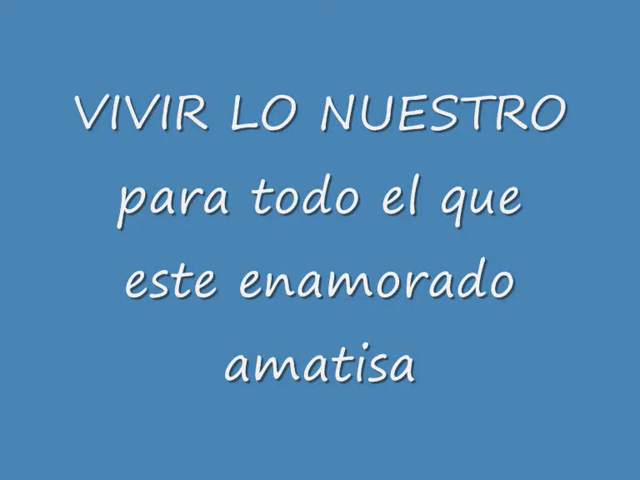 VIVIR LO NUESTRO
para todo el que
este enamorado
amatisa